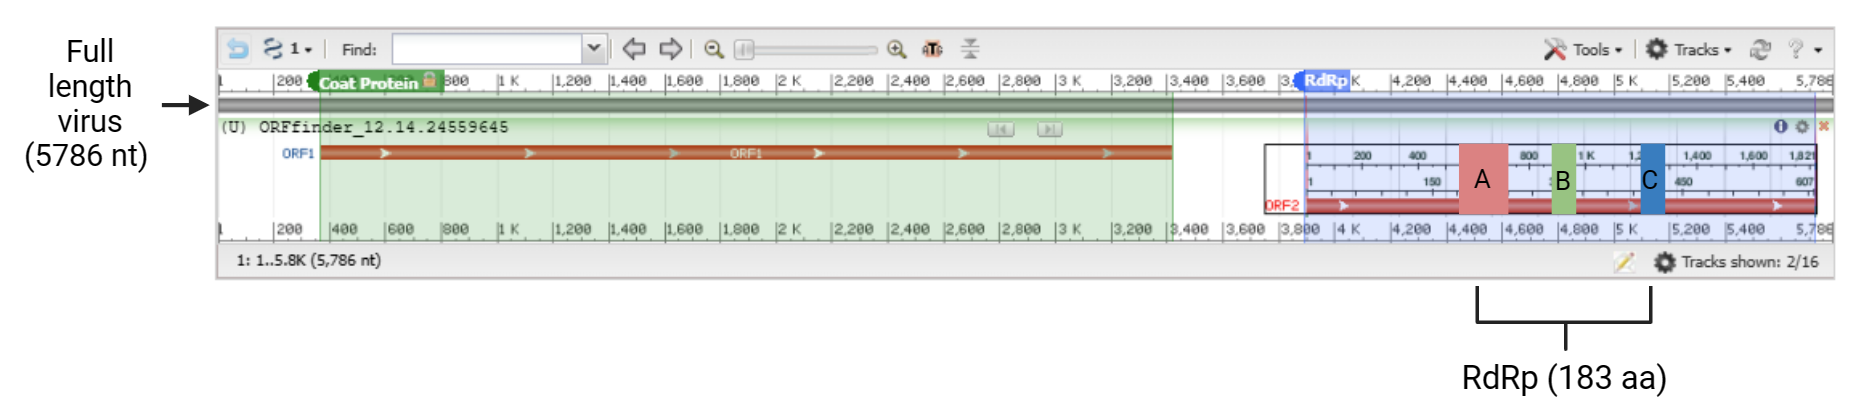 Full
length
virus
(5786 nt)
1
Find:
Tools
Tracks
?
1 200 Coat Protein 800 1 K 1,200 1,400 1,600 1,800 2 K 2,200 2,400 2,600 2,800 3 K 3,200 3,400 3,600 RdRp K 4,200 4,400 4,600 4,800 5 K 5,200 5,400 5,786
(U) ORFfinder_12.14.24559645
ORF1 ORF1
1 200 400 800 1 K 1,400 1,600 1,821
1 150 450 607
A B C
ORF2
1 200 400 600 800 1 K 1,200 1,400 1,600 1,800 2 K 2,200 2,400 2,600 2,800 3 K 3,200 3,400 3,600 3,800 4 K 4,200 4,400 4,600 4,800 5 K 5,200 5,400 5,786
1: 1..5.8K (5,786 nt)
Tracks shown: 2/16
RdRp (183 aa)